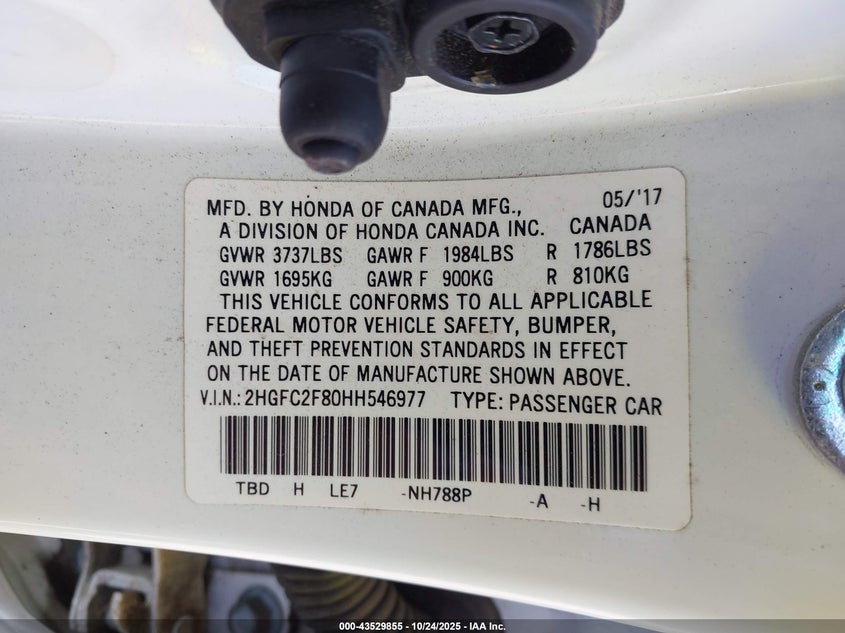 MFD. BY HONDA OF CANADA MFG., 05/'17
A DIVISION OF HONDA CANADA INC. CANADA
GVWR 3737LBS GAWR F 1984LBS R 1786LBS
GVWR 1695KG GAWR F 900KG R 810KG
THIS VEHICLE CONFORMS TO ALL APPLICABLE
FEDERAL MOTOR VEHICLE SAFETY, BUMPER,
AND THEFT PREVENTION STANDARDS IN EFFECT
ON THE DATE OF MANUFACTURE SHOWN ABOVE.
V.I.N.: 2HGFC2F80HH546977 TYPE: PASSENGER CAR
TBD H LE7 -NH788P -A -H
000-43529855 - 10/24/2025 - IAA Inc.